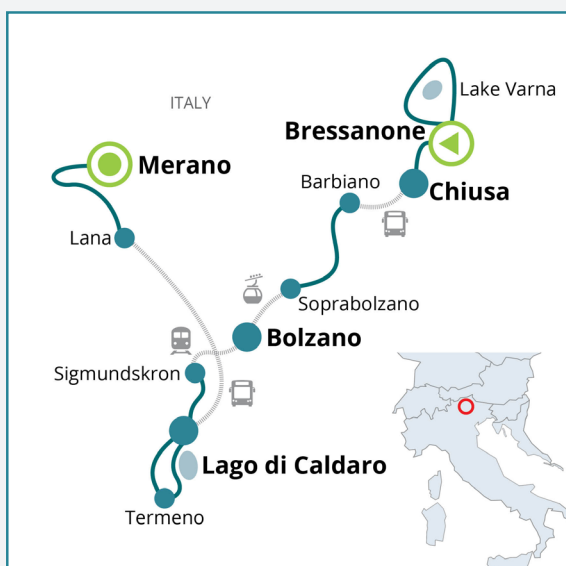 Lake Varna
ITALY
Bressanone
Merano
Barbiano
Chiusa
Lana
Soprabolzano
Bolzano
Sigmundskron
Lago di Caldaro
Termeno